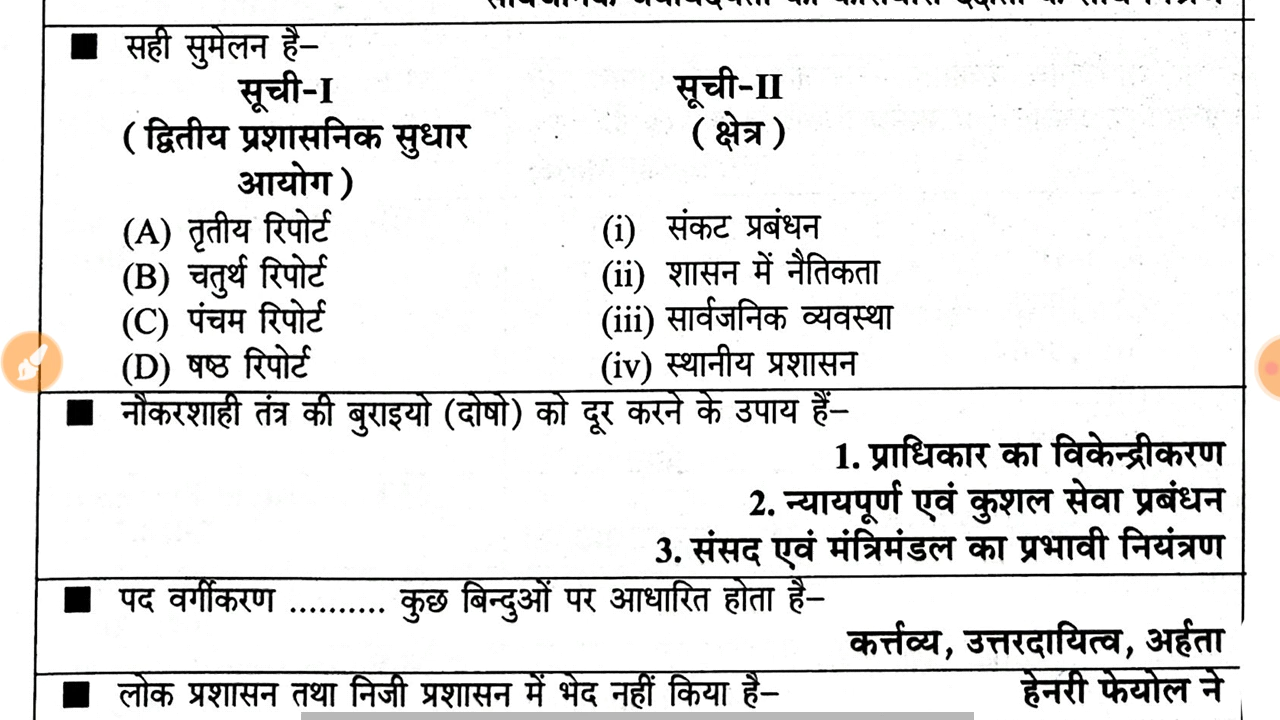 ■ सही सुमेलन है–
सूची-I सूची-II
( द्वितीय प्रशासनिक सुधार ( क्षेत्र )
आयोग )
(A) तृतीय रिपोर्ट (i) संकट प्रबंधन
(B) चतुर्थ रिपोर्ट (ii) शासन में नैतिकता
(C) पंचम रिपोर्ट (iii) सार्वजनिक व्यवस्था
(D) षष्ठ रिपोर्ट (iv) स्थानीय प्रशासन
■ नौकरशाही तंत्र की बुराइयो (दोषो) को दूर करने के उपाय हैं–
1. प्राधिकार का विकेन्द्रीकरण
2. न्यायपूर्ण एवं कुशल सेवा प्रबंधन
3. संसद एवं मंत्रिमंडल का प्रभावी नियंत्रण
■ पद वर्गीकरण .......... कुछ बिन्दुओं पर आधारित होता है–
कर्त्तव्य, उत्तरदायित्व, अर्हता
■ लोक प्रशासन तथा निजी प्रशासन में भेद नहीं किया है– हेनरी फेयोल ने